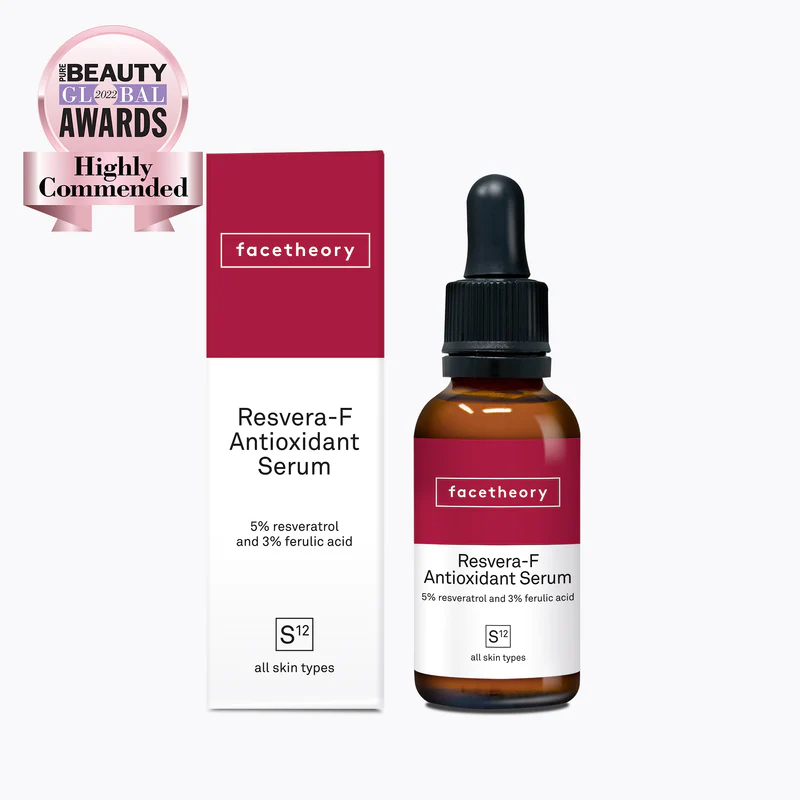 PURE
BEAUTY
GLOBAL
2022
AWARDS
Highly
Commended
facetheory
Resvera-F
Antioxidant
Serum
5% resveratrol
and 3% ferulic acid
S12
all skin types
facetheory
Resvera-F
Antioxidant Serum
5% resveratrol and 3% ferulic acid
S12
all skin types